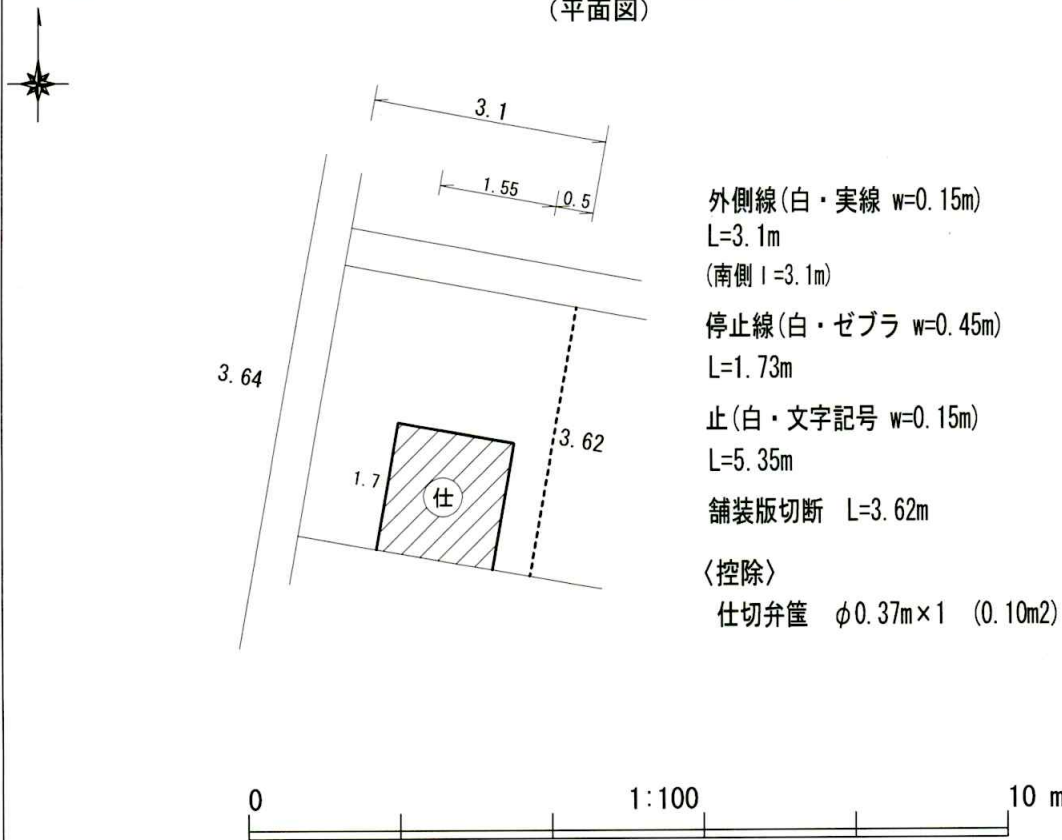 (平面図)
3.1
1.55
0.5
3.64
3.62
1.7
仕
外側線(白・実線 w=0.15m)
L=3.1m
(南側 l=3.1m)
停止線(白・ゼブラ w=0.45m)
L=1.73m
止(白・文字記号 w=0.15m)
L=5.35m
舗装版切断 L=3.62m
〈控除〉
仕切弁筺 φ0.37m×1 (0.10m2)
0 1:100 10 m